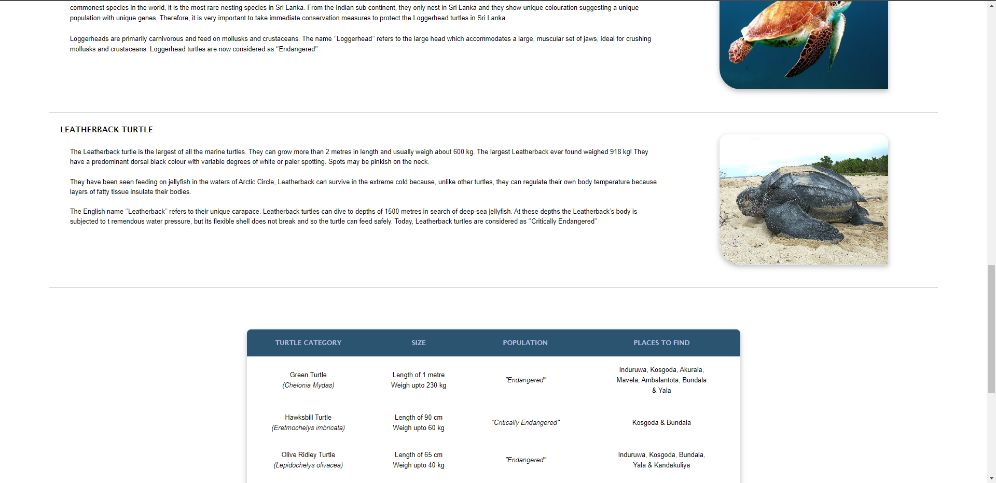 commonest species in the world, it is the most rare nesting species in Sri Lanka. From the Indian sub continent, they only nest in Sri Lanka and they show unique colouration suggesting a unique
population with unique genes. Therefore, it is very important to take immediate conservation measures to protect the Loggerhead turtles in Sri Lanka.
Loggerheads are primarily carnivorous and feed on mollusks and crustaceans. The name "Loggerhead" refers to the large head which accommodates a large, muscular set of jaws, ideal for crushing
mollusks and crustaceans. Loggerhead turtles are now considered as "Endangered".
LEATHERBACK TURTLE
The Leatherback turtle is the largest of all the marine turtles. They can grow more than 2 metres in length and usually weigh about 600 kg. The largest Leatherback ever found weighed 918 kg! They
have a predominant dorsal black colour with variable degrees of white or paler spotting. Spots may be pinkish on the neck.
They have been seen feeding on jellyfish in the waters of Arctic Circle, Leatherback can survive in the extreme cold because, unlike other turtles, they can regulate their own body temperature because
layers of fatty tissue insulate their bodies.
The English name "Leatherback" refers to their unique carapace. Leatherback turtles can dive to depths of 1500 metres in search of deep-sea jellyfish. At these depths the Leatherback's body is
subjected to t remendous water pressure, but its flexible shell does not break and so the turtle can feed safely. Today, Leatherback turtles are considered as "Critically Endangered".
TURTLE CATEGORY SIZE POPULATION PLACES TO FIND
Green Turtle
(Chelonia Mydas)
Length of 1 metre
Weigh upto 230 kg
"Endangered"
Induruwa, Kosgoda, Akurala,
Mavela, Ambalantota, Bundala
& Yala
Hawksbill Turtle
(Eretmochelys imbricata)
Length of 90 cm
Weigh upto 60 kg
"Critically Endangered"
Kosgoda & Bundala
Olive Ridley Turtle
(Lepidochelys olivacea)
Length of 65 cm
Weigh upto 40 kg
"Endangered"
Induruwa, Kosgoda, Bundala,
Yala & Kandakuliya